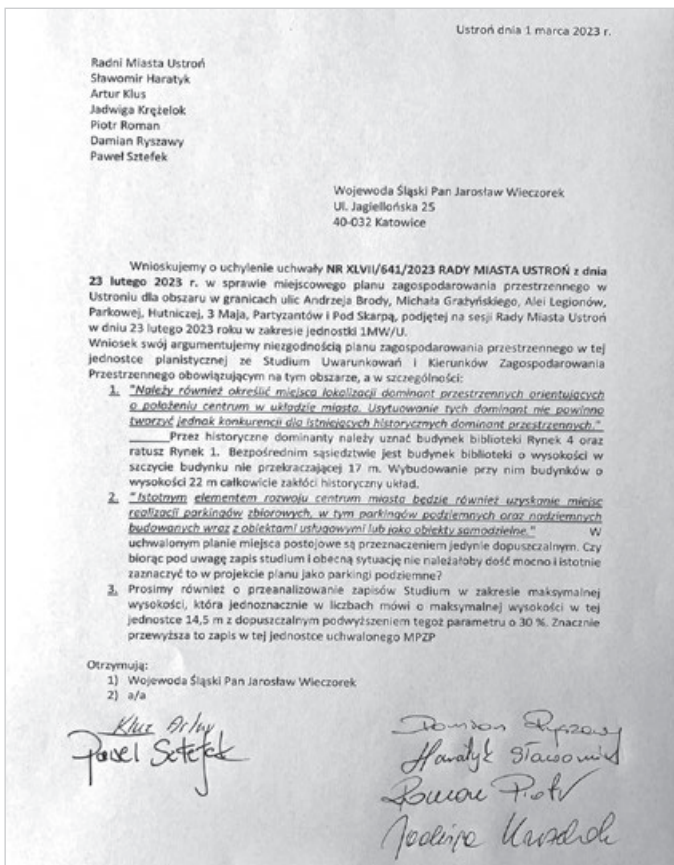 Ustroń dnia 1 marca 2023 r.
Radni Miasta Ustroń
Sławomir Haratyk
Artur Klus
Jadwiga Krężelok
Piotr Roman
Damian Ryszawy
Paweł Sztefek
Wojewoda Śląski Pan Jarosław Wieczorek
Ul. Jagiellońska 25
40-032 Katowice
Wnioskujemy o uchylenie uchwały NR XLVII/641/2023 RADY MIASTA USTROŃ z dnia
23 lutego 2023 r. w sprawie miejscowego planu zagospodarowania przestrzennego w
Ustroniu dla obszaru w granicach ulic Andrzeja Brody, Michała Grażyńskiego, Alei Legionów,
Parkowej, Hutniczej, 3 Maja, Partyzantów i Pod Skarpą, podjętej na sesji Rady Miasta Ustroń
w dniu 23 lutego 2023 roku w zakresie jednostki 1MW/U.
Wniosek swój argumentujemy niezgodnością planu zagospodarowania przestrzennego w tej
jednostce planistycznej ze Studium Uwarunkowań i Kierunków Zagospodarowania
Przestrzennego obowiązującym na tym obszarze, a w szczególności:
1. "Należy również określić miejsca lokalizacji dominant przestrzennych orientujących
o położeniu centrum w układzie miasta. Usytuowanie tych dominant nie powinno
tworzyć jednak konkurencji dla istniejących historycznych dominant przestrzennych."
Przez historyczne dominanty należy uznać budynek biblioteki Rynek 4 oraz
ratusz Rynek 1. Bezpośrednim sąsiedztwie jest budynek biblioteki o wysokości w
szczycie budynku nie przekraczającej 17 m. Wybudowanie przy nim budynków o
wysokości 22 m całkowicie zakłóci historyczny układ.
2. "Istotnym elementem rozwoju centrum miasta będzie również uzyskanie miejsc
realizacji parkingów zbiorowych, w tym parkingów podziemnych oraz nadziemnych
budowanych wraz z obiektami usługowymi lub jako obiekty samodzielne." W
uchwalonym planie miejsca postojowe są przeznaczeniem jedynie dopuszczalnym. Czy
biorąc pod uwagę zapis studium i obecną sytuację nie należałoby dość mocno i istotnie
zaznaczyć to w projekcie planu jako parkingi podziemne?
3. Prosimy również o przeanalizowanie zapisów Studium w zakresie maksymalnej
wysokości, która jednoznacznie w liczbach mówi o maksymalnej wysokości w tej
jednostce 14,5 m z dopuszczalnym podwyższeniem tegoż parametru o 30 %. Znacznie
przewyższa to zapis w tej jednostce uchwalonego MPZP
Otrzymują:
1) Wojewoda Śląski Pan Jarosław Wieczorek
2) a/a
Klus Artur
Paweł Sztefek
Damian Ryszawy
Haratyk Sławomir
Roman Piotr
Jadwiga